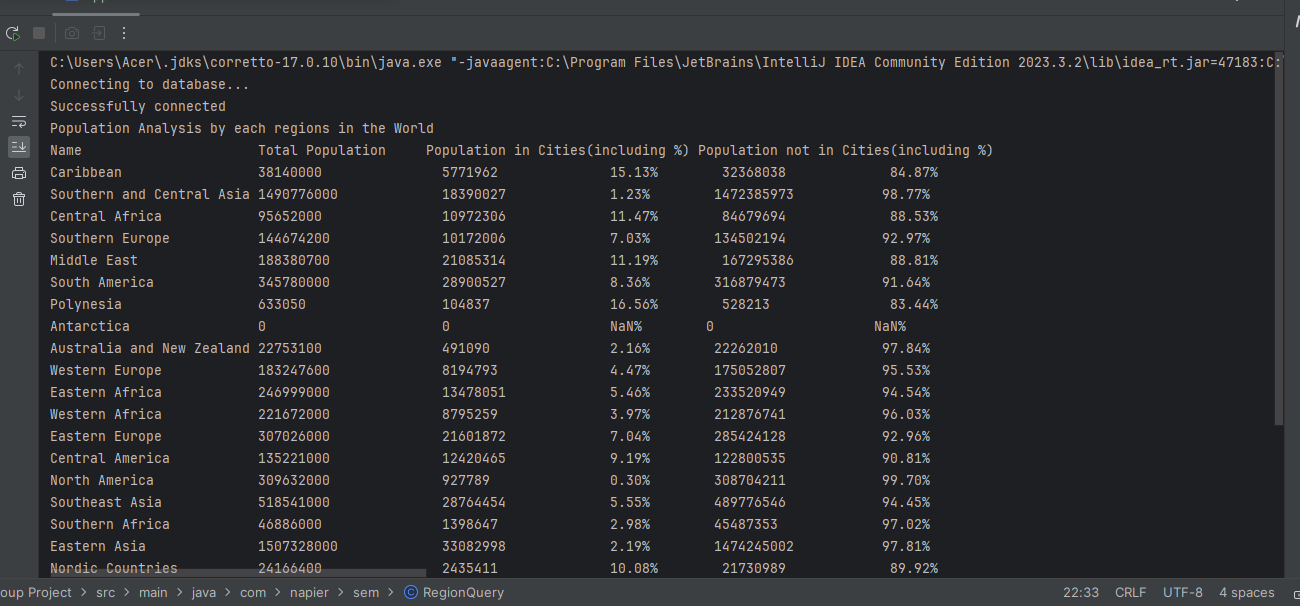 C:\Users\Acer\.jdks\corretto-17.0.10\bin\java.exe "-javaagent:C:\Program Files\JetBrains\IntelliJ IDEA Community Edition 2023.3.2\lib\idea_rt.jar=47183:C:
Connecting to database...
Successfully connected
Population Analysis by each regions in the World
Name Total Population Population in Cities(including %) Population not in Cities(including %)
Caribbean 38140000 5771962 15.13% 32368038 84.87%
Southern and Central Asia 1490776000 18390027 1.23% 1472385973 98.77%
Central Africa 95652000 10972306 11.47% 84679694 88.53%
Southern Europe 144674200 10172006 7.03% 134502194 92.97%
Middle East 188380700 21085314 11.19% 167295386 88.81%
South America 345780000 28900527 8.36% 316879473 91.64%
Polynesia 633050 104837 16.56% 528213 83.44%
Antarctica 0 0 NaN% 0 NaN%
Australia and New Zealand 22753100 491090 2.16% 22262010 97.84%
Western Europe 183247600 8194793 4.47% 175052807 95.53%
Eastern Africa 246999000 13478051 5.46% 233520949 94.54%
Western Africa 221672000 8795259 3.97% 212876741 96.03%
Eastern Europe 307026000 21601872 7.04% 285424128 92.96%
Central America 135221000 12420465 9.19% 122800535 90.81%
North America 309632000 927789 0.30% 308704211 99.70%
Southeast Asia 518541000 28764454 5.55% 489776546 94.45%
Southern Africa 46886000 1398647 2.98% 45487353 97.02%
Eastern Asia 1507328000 33082998 2.19% 1474245002 97.81%
Nordic Countries 24166400 2435411 10.08% 21730989 89.92%
oup Project > src > main > java > com > napier > sem > RegionQuery 22:33 CRLF UTF-8 4 spaces